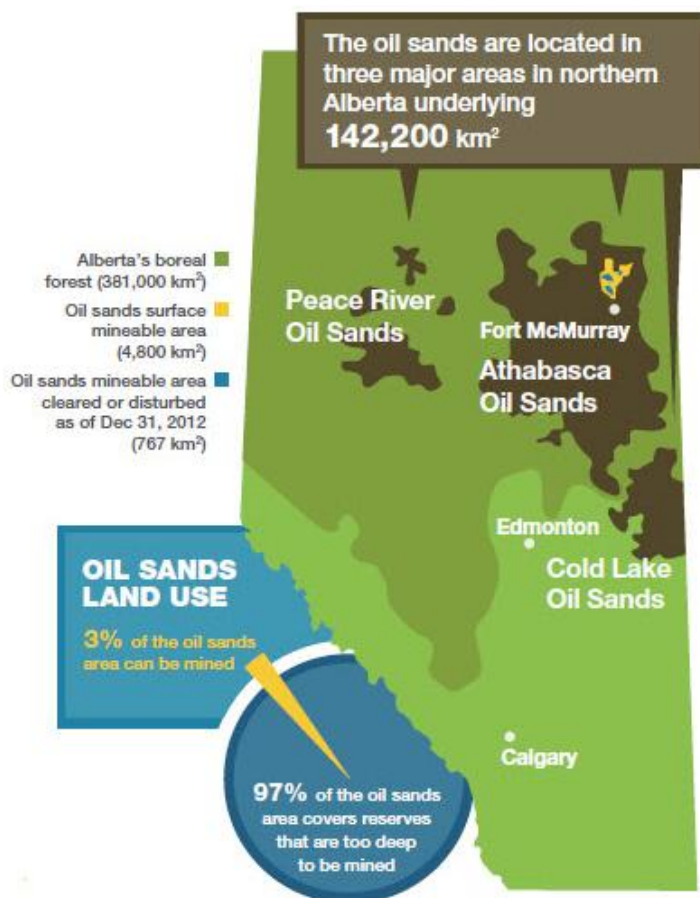 The oil sands are located in
three major areas in northern
Alberta underlying
142,200 km²
Alberta's boreal
forest (381,000 km²)
Oil sands surface
mineable area
(4,800 km²)
Oil sands mineable area
cleared or disturbed
as of Dec 31, 2012
(767 km²)
Peace River
Oil Sands
Fort McMurray
Athabasca
Oil Sands
Edmonton
Cold Lake
Oil Sands
Calgary
OIL SANDS
LAND USE
3% of the oil sands
area can be mined
97% of the oil sands
area covers reserves
that are too deep
to be mined